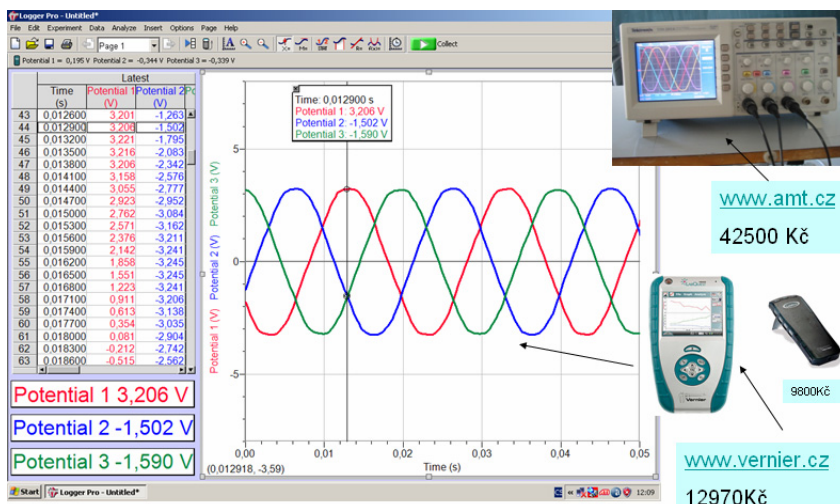 Logger Pro - Untitled*
File Edit Experiment Data Analyze Insert Options Page Help
Page 1
Collect
Potential 1 = 0,195 V Potential 2 = -0,344 V Potential 3 = -0,339 V
Latest
Time Potential 1 Potential 2
(s) (V) (V)
43 0,012600 3,201 -1,263
44 0,012900 3,206 -1,502
45 0,013200 3,221 -1,795
46 0,013500 3,216 -2,083
47 0,013800 3,206 -2,342
48 0,014100 3,158 -2,576
49 0,014400 3,055 -2,777
50 0,014700 2,923 -2,952
51 0,015000 2,762 -3,084
52 0,015300 2,571 -3,162
53 0,015600 2,376 -3,211
54 0,015900 2,142 -3,241
55 0,016200 1,858 -3,245
56 0,016500 1,551 -3,245
57 0,016800 1,223 -3,241
58 0,017100 0,911 -3,206
59 0,017400 0,613 -3,138
60 0,017700 0,354 -3,035
61 0,018000 0,081 -2,904
62 0,018300 -0,212 -2,742
63 0,018600 -0,515 -2,562
Potential 1 3,206 V
Potential 2 -1,502 V
Potential 3 -1,590 V
Time: 0,012900 s
Potential 1: 3,206 V
Potential 2: -1,502 V
Potential 3: -1,590 V
Potential 1 (V) Potential 2 (V) Potential 3 (V)
5
0
-5
0,00 0,01 0,02 0,03 0,04 0,05
(0,012918, -3,59)
Time (s)
www.amt.cz
42500 Kč
Vernier
9800Kč
www.vernier.cz
12970Kč
Start Logger Pro - Untitled* 12:09